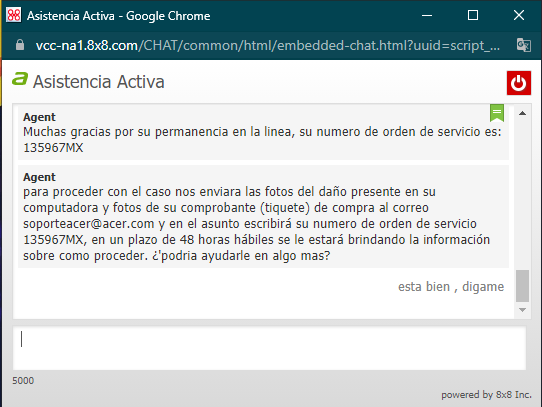 Asistencia Activa - Google Chrome
vcc-na1.8x8.com/CHAT/common/html/embedded-chat.html?uuid=script_...
a Asistencia Activa
Agent
Muchas gracias por su permanencia en la linea, su numero de orden de servicio es:
135967MX
Agent
para proceder con el caso nos enviara las fotos del daño presente en su
computadora y fotos de su comprobante (tiquete) de compra al correo
soporteacer@acer.com y en el asunto escribirá su numero de orden de servicio
135967MX, en un plazo de 48 horas hábiles se le estará brindando la información
sobre como proceder. ¿'podria ayudarle en algo mas?
esta bien , digame
5000
powered by 8x8 Inc.